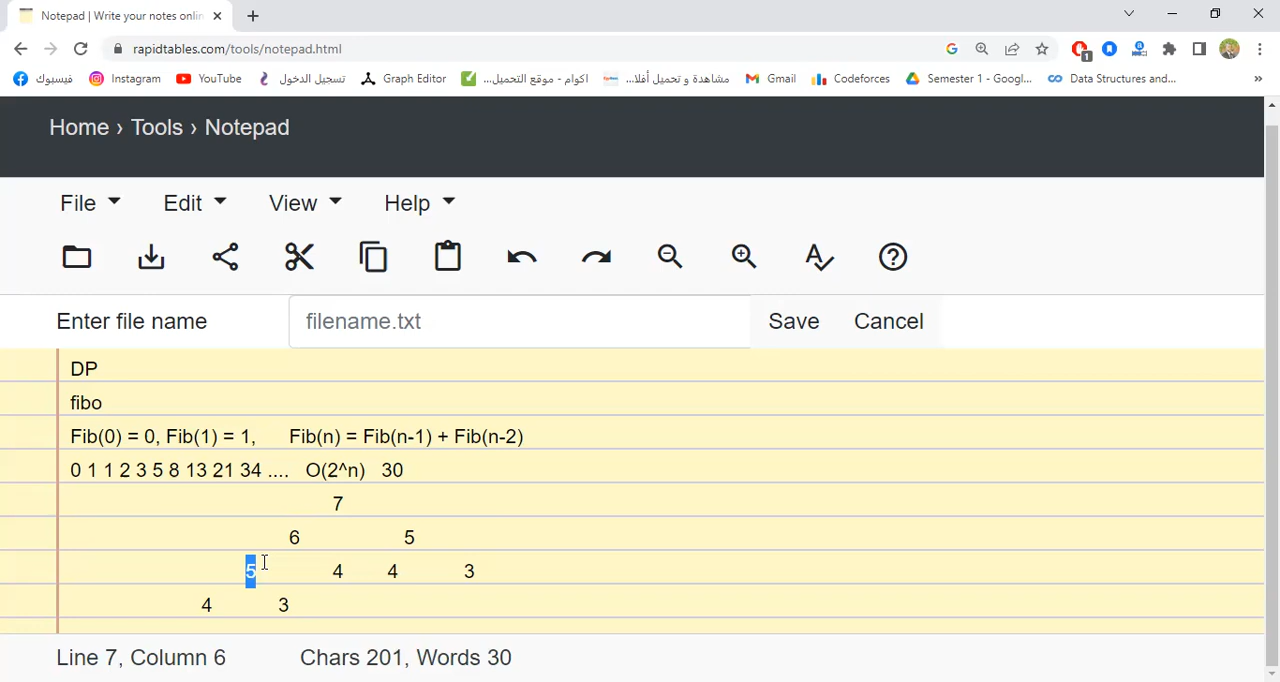 Notepad | Write your notes onlin
rapidtables.com/tools/notepad.html
1
فيسبوك Instagram YouTube تسجيل الدخول Graph Editor اكوام - موقع التحميل... مشاهدة و تحميل أفلا... Gmail Codeforces Semester 1 - Googl... Data Structures and... »
Home › Tools › Notepad
File Edit View Help
Enter file name filename.txt Save Cancel
DP
fibo
Fib(0) = 0, Fib(1) = 1, Fib(n) = Fib(n-1) + Fib(n-2)
0 1 1 2 3 5 8 13 21 34 .... O(2^n) 30
7
6 5
5 4 4 3
4 3
Line 7, Column 6 Chars 201, Words 30